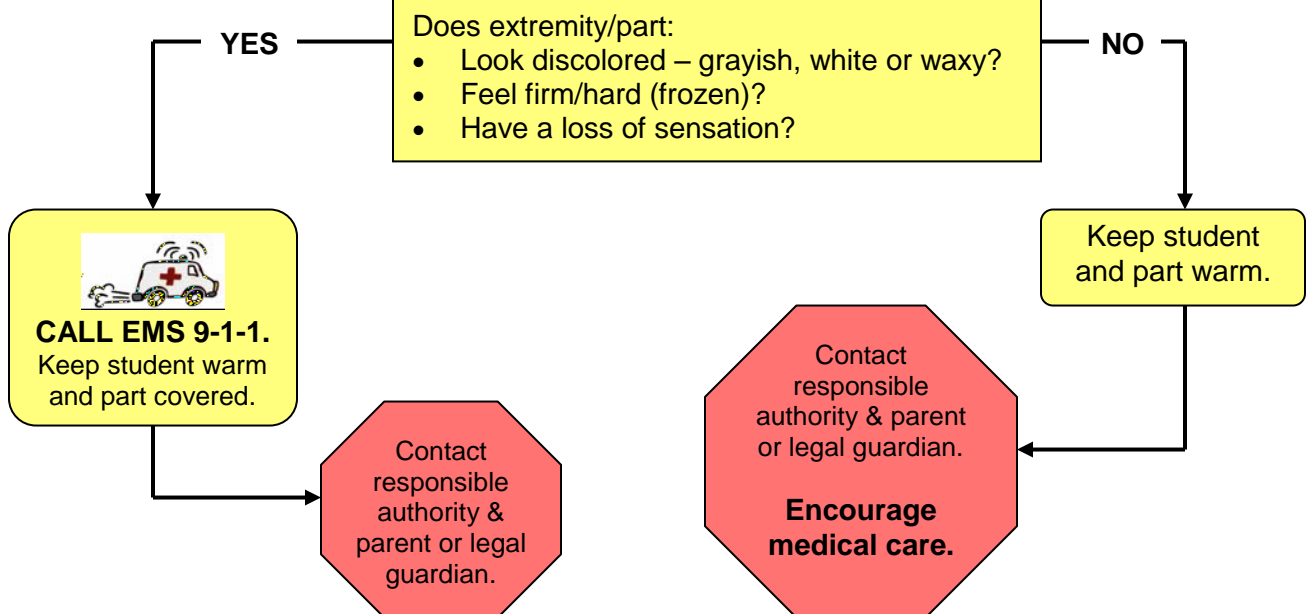 Does extremity/part:
• Look discolored – grayish, white or waxy?
• Feel firm/hard (frozen)?
• Have a loss of sensation?
YES
NO
CALL EMS 9-1-1.
Keep student warm
and part covered.
Keep student
and part warm.
Contact
responsible
authority &
parent or legal
guardian.
Contact
responsible
authority & parent
or legal guardian.
Encourage
medical care.